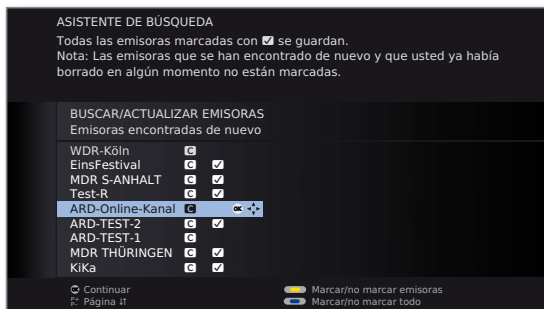 ASISTENTE DE BÚSQUEDA
Todas las emisoras marcadas con ☑ se guardan.
Nota: Las emisoras que se han encontrado de nuevo y que usted ya había
borrado en algún momento no están marcadas.
BUSCAR/ACTUALIZAR EMISORAS
Emisoras encontradas de nuevo
WDR-Köln C
EinsFestival C ☑
MDR S-ANHALT C ☑
Test-R C ☑
ARD-Online-Kanal C OK
ARD-TEST-2 C ☑
ARD-TEST-1 C
MDR THÜRINGEN C ☑
KiKa C ☑
OK Continuar
Marcar/no marcar emisoras
P+ P- Página ↓↑
Marcar/no marcar todo